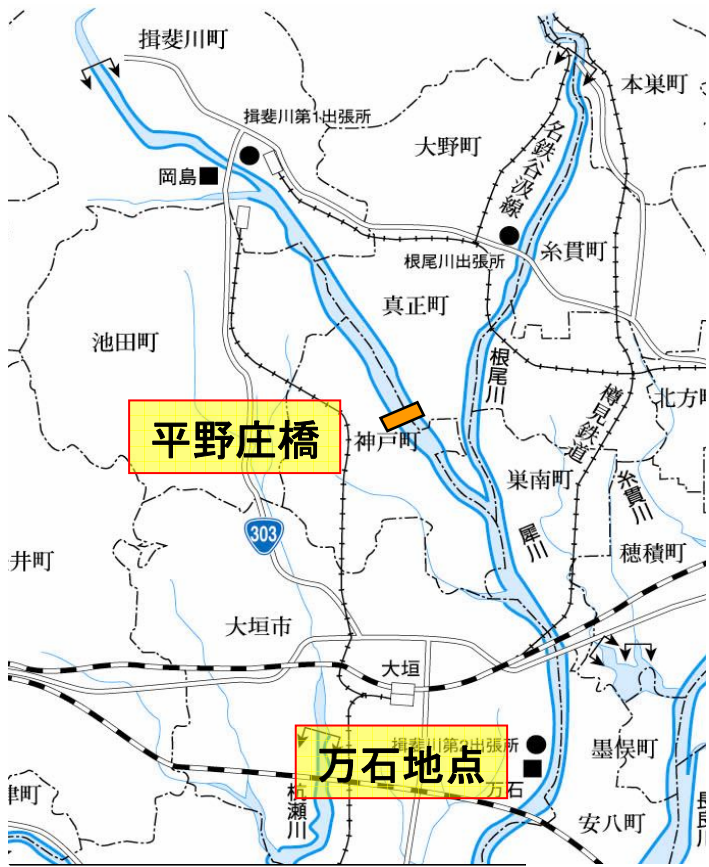 揖斐川町
本巣町
揖斐川第1出張所
大野町
名鉄谷汲線
岡島
根尾川出張所
糸貫町
真正町
池田町
根尾川
樽見鉄道
北方町
平野庄橋
神戸町
巣南町
糸貫川
犀川
穂積町
303
井町
大垣市
大垣
揖斐川第2出張所
墨俣町
万石地点
万石
津町
杭瀬川
安八町
長良川